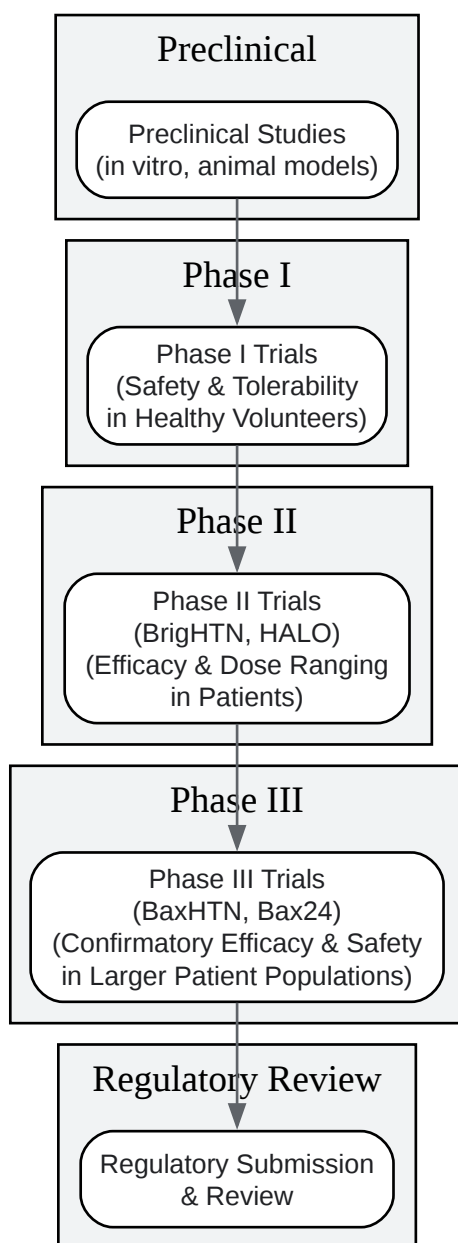 Preclinical
Preclinical Studies
(in vitro, animal models)
Phase I
Phase I Trials
(Safety & Tolerability
in Healthy Volunteers)
Phase II
Phase II Trials
(BrigHTN, HALO)
(Efficacy & Dose Ranging
in Patients)
Phase III
Phase III Trials
(BaxHTN, Bax24)
(Confirmatory Efficacy & Safety
in Larger Patient Populations)
Regulatory Review
Regulatory Submission
& Review